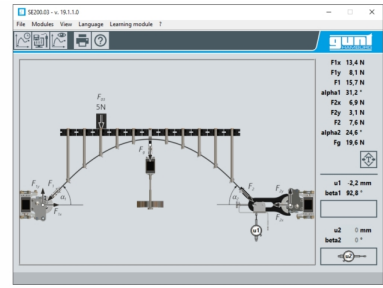 SE200.03 - v. 19.1.1.0
File Modules View Language Learning module ?
gunt
F1x 13,4 N
F1y 8,1 N
F1 15,7 N
alpha1 31,2 °
F2x 6,9 N
F2y 3,1 N
F2 7,6 N
alpha2 24,6 °
Fg 19,6 N
u1 -2,2 mm
beta1 92,8 °
u2 0 mm
beta2 0 °
u2
5N
u1